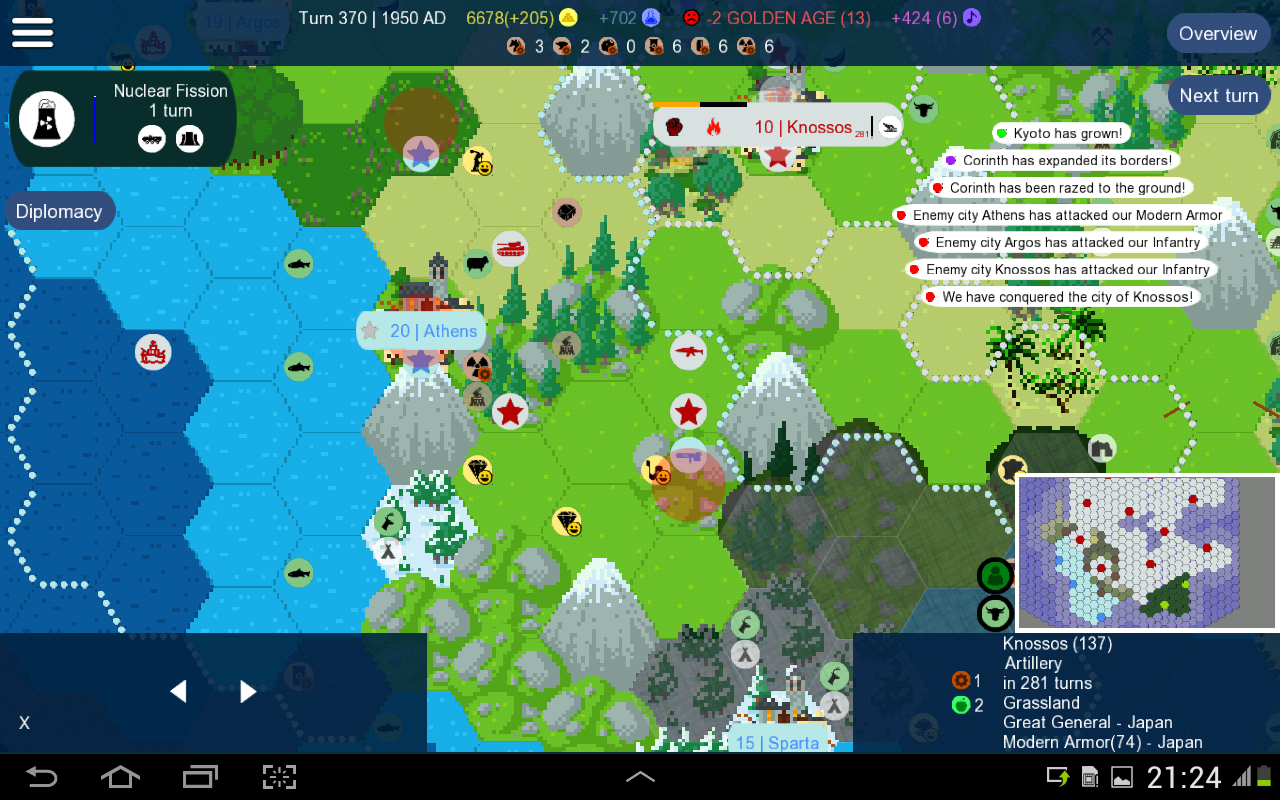 19 | Argos
Turn 370 | 1950 AD
6678(+205)
+702
-2 GOLDEN AGE (13)
+424 (6)
3
2
0
6
6
6
Overview
Nuclear Fission
1 turn
Next turn
10 | Knossos 281
Kyoto has grown!
Corinth has expanded its borders!
Corinth has been razed to the ground!
Diplomacy
Enemy city Athens has attacked our Modern Armor
Enemy city Argos has attacked our Infantry
Enemy city Knossos has attacked our Infantry
We have conquered the city of Knossos!
20 | Athens
Knossos (137)
Artillery
1
in 281 turns
2
Grassland
Great General - Japan
Modern Armor(74) - Japan
X
15 | Sparta
21:24